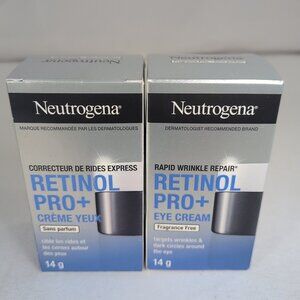 Neutrogena®
MARQUE RECOMMANDÉE PAR LES DERMATOLOGUES
CORRECTEUR DE RIDES EXPRESS
RETINOL
PRO+
CRÈME YEUX
Sans parfum
cible les rides et
les cernes autour
des yeux
14 g
Neutrogena®
DERMATOLOGIST RECOMMENDED BRAND
RAPID WRINKLE REPAIR®
RETINOL
PRO+
EYE CREAM
Fragrance Free
targets wrinkles &
dark circles around
the eye
14 g